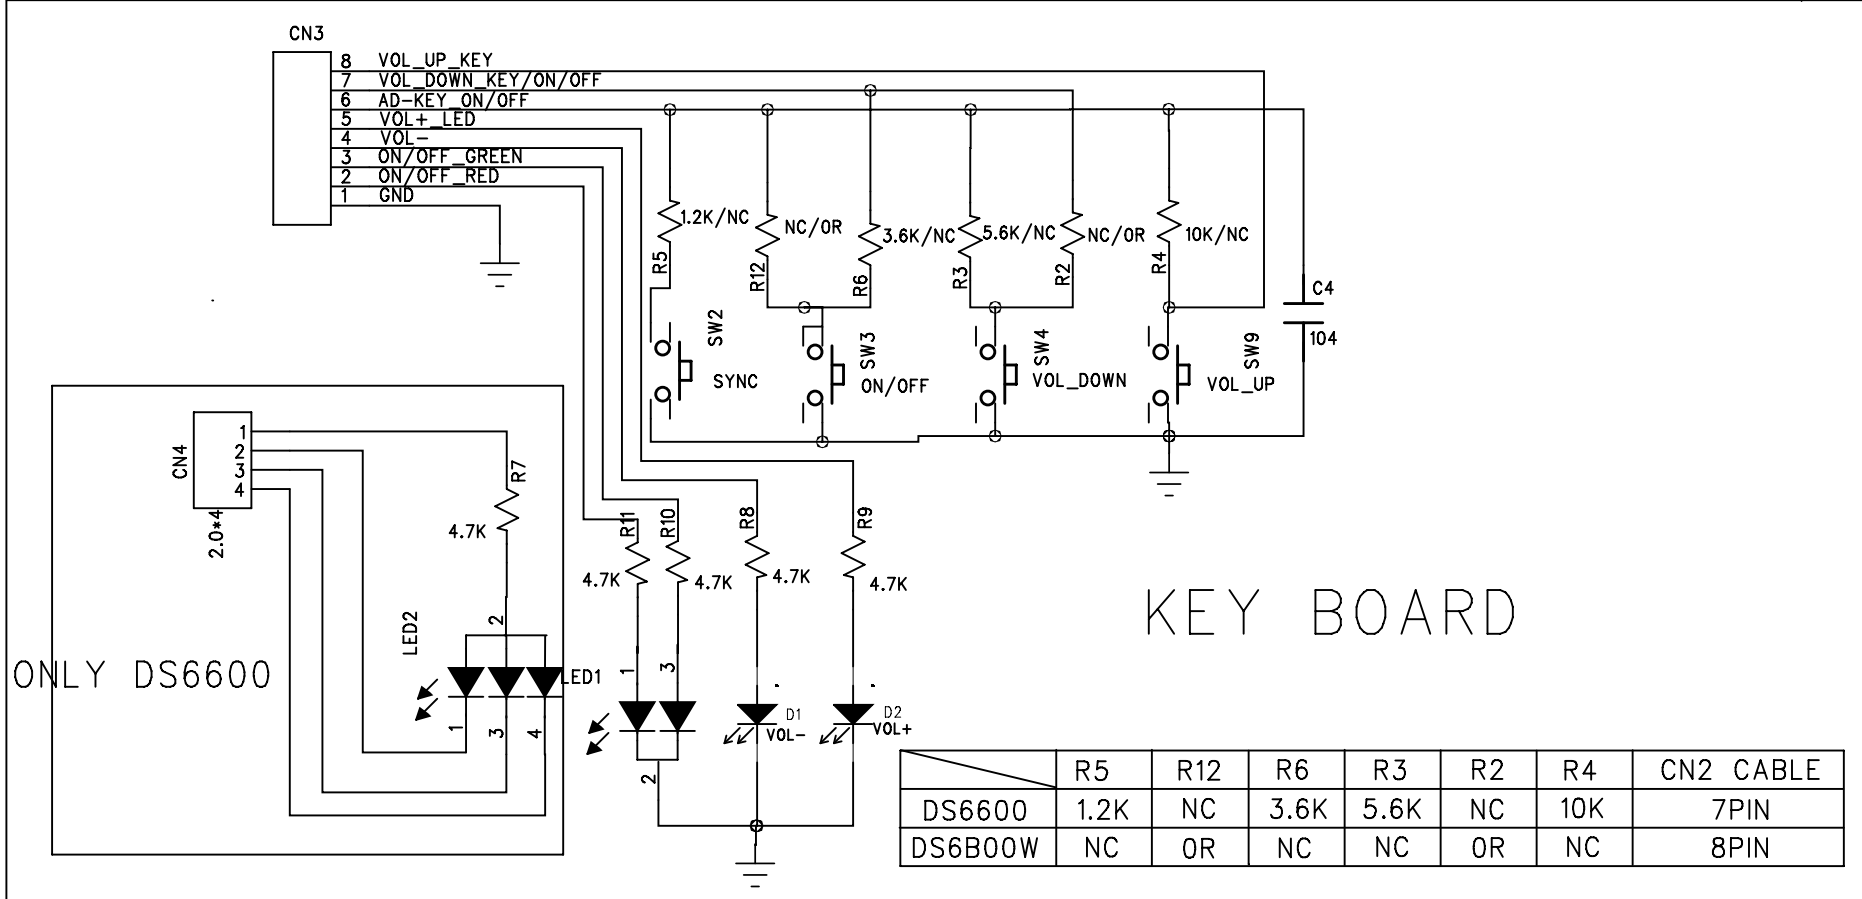 CN3
8 VOL_UP_KEY
7 VOL_DOWN_KEY/ON/OFF
6 AD-KEY_ON/OFF
5 VOL+_LED
4 VOL-
3 ON/OFF_GREEN
2 ON/OFF_RED
1 GND
1.2K/NC
R5
NC/0R
R12
3.6K/NC
R6
5.6K/NC
R3
NC/0R
R2
10K/NC
R4
C4
104
SW2
SYNC
SW3
ON/OFF
SW4
VOL_DOWN
SW9
VOL_UP
CN4
1
2
3
4
2.0*4
R7
4.7K
LED2
2
1
3
4
ONLY DS6600
R11
4.7K
R10
4.7K
R8
4.7K
R9
4.7K
LED1
1
3
2
D1
VOL-
D2
VOL+
KEY BOARD
R5 R12 R6 R3 R2 R4 CN2 CABLE
DS6600 1.2K NC 3.6K 5.6K NC 10K 7PIN
DS6B00W NC 0R NC NC 0R NC 8PIN